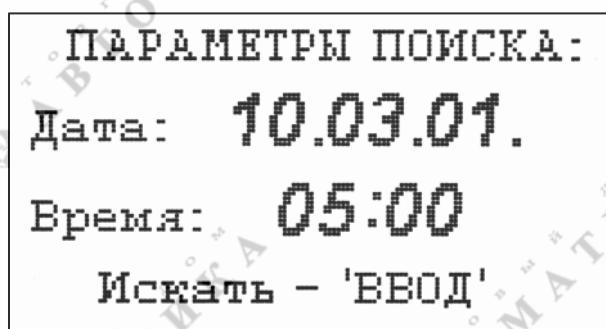 ПАРАМЕТРЫ ПОИСКА:
Дата: 10.03.01.
Время: 05:00
Искать – 'ВВОД'